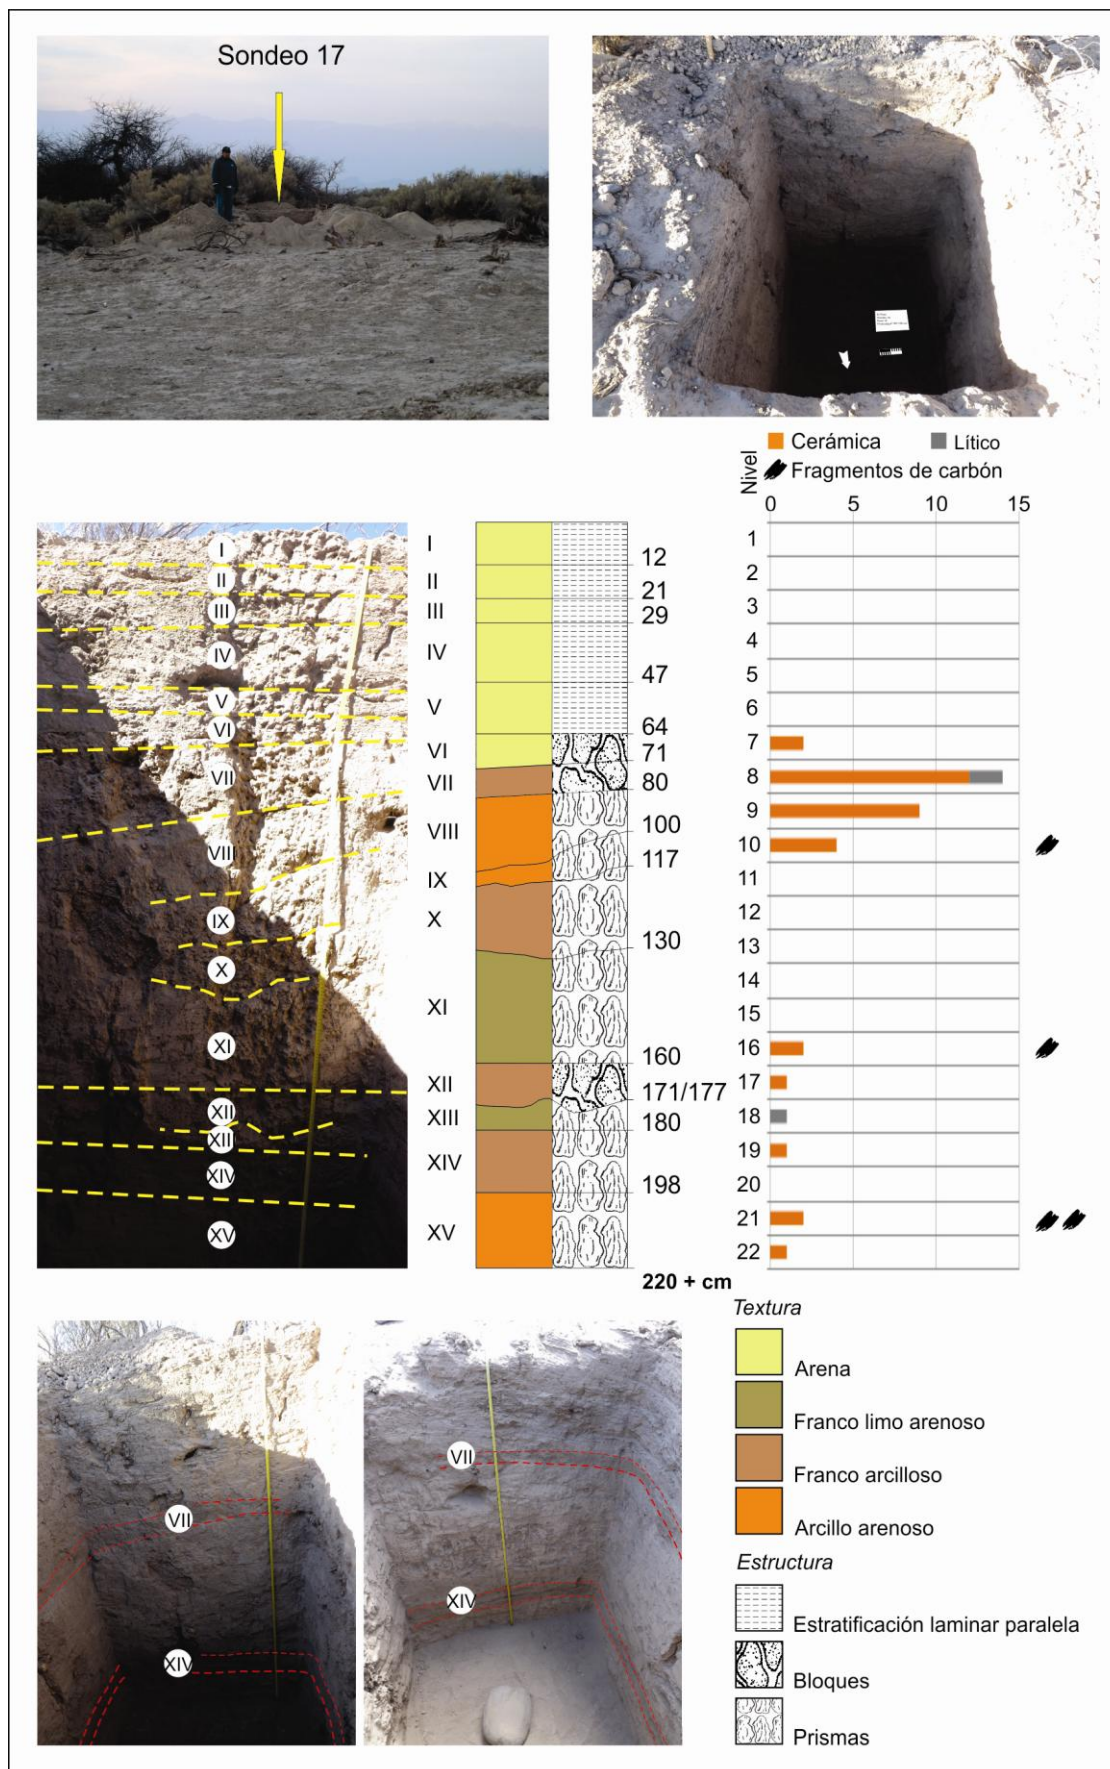 Sondeo 17
Cerámica
Lítico
Fragmentos de carbón
Nivel
0 5 10 15
I
II
III
IV
V
VI
VII
VIII
IX
X
XI
XII
XIII
XIV
XV
I
II
III
IV
V
VI
VII
VIII
IX
X
XI
XII
XIII
XIV
XV
12
21
29
47
64
71
80
100
117
130
160
171/177
180
198
220 + cm
1
2
3
4
5
6
7
8
9
10
11
12
13
14
15
16
17
18
19
20
21
22
VII
XIV
VII
XIV
Textura
Arena
Franco limo arenoso
Franco arcilloso
Arcillo arenoso
Estructura
Estratificación laminar paralela
Bloques
Prismas